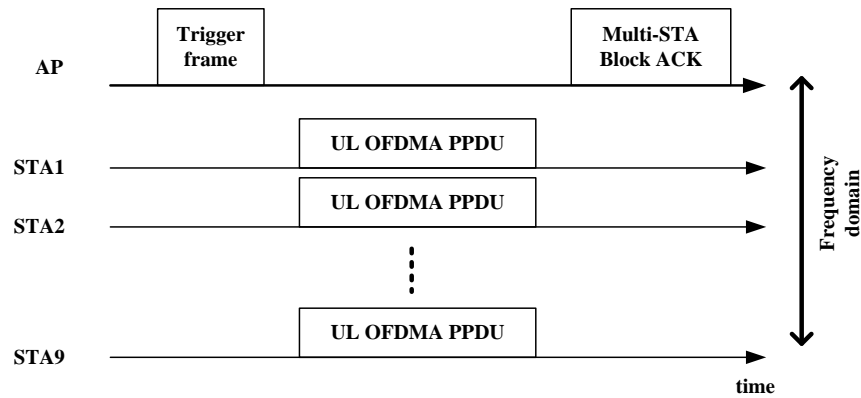 Trigger
frame
Multi-STA
Block ACK
AP
UL OFDMA PPDU
STA1
UL OFDMA PPDU
STA2
UL OFDMA PPDU
STA9
Frequency
domain
time